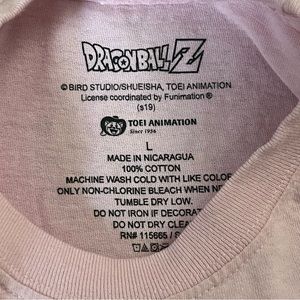 DRAGONBALL Z
© BIRD STUDIO/SHUEISHA, TOEI ANIMATION
License coordinated by Funimation®
(s19)
TOEI ANIMATION
Since 1956
L
MADE IN NICARAGUA
100% COTTON
MACHINE WASH COLD WITH LIKE COLOR
ONLY NON-CHLORINE BLEACH WHEN NE
TUMBLE DRY LOW.
DO NOT IRON IF DECORAT
DO NOT DRY CLEA
RN# 115665 / S